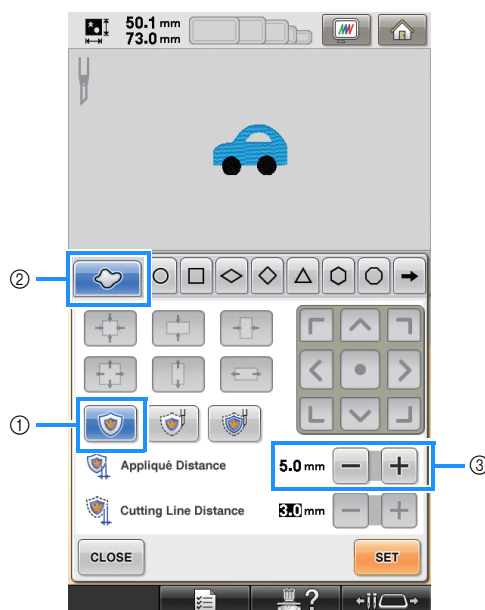 50.1 mm
73.0 mm
②
①
Appliqué Distance 5.0 mm − +
③
Cutting Line Distance 3.0 mm − +
CLOSE SET
?